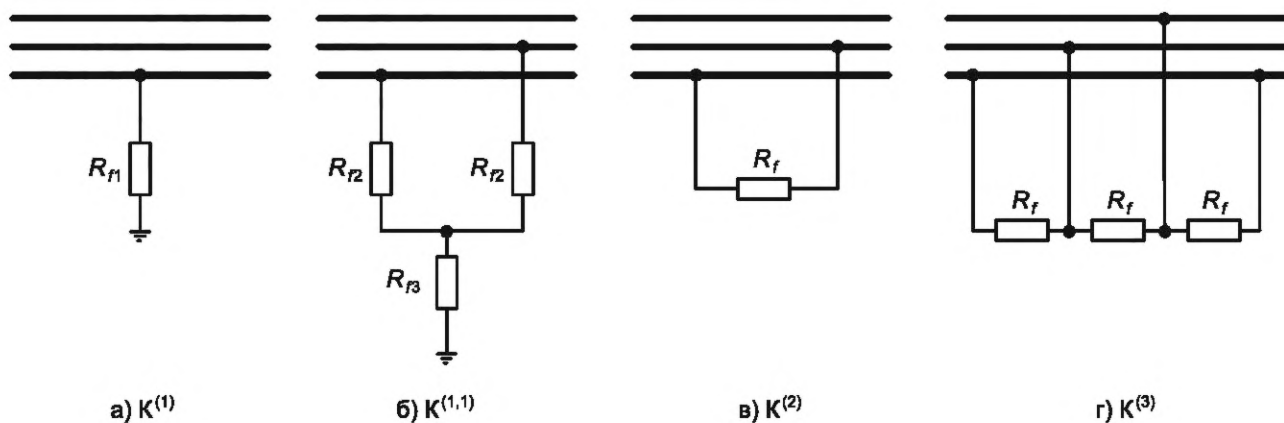 R_f1
R_f2
R_f2
R_f3
R_f
R_f
R_f
R_f
а) К^(1)
б) К^(1,1)
в) К^(2)
г) К^(3)